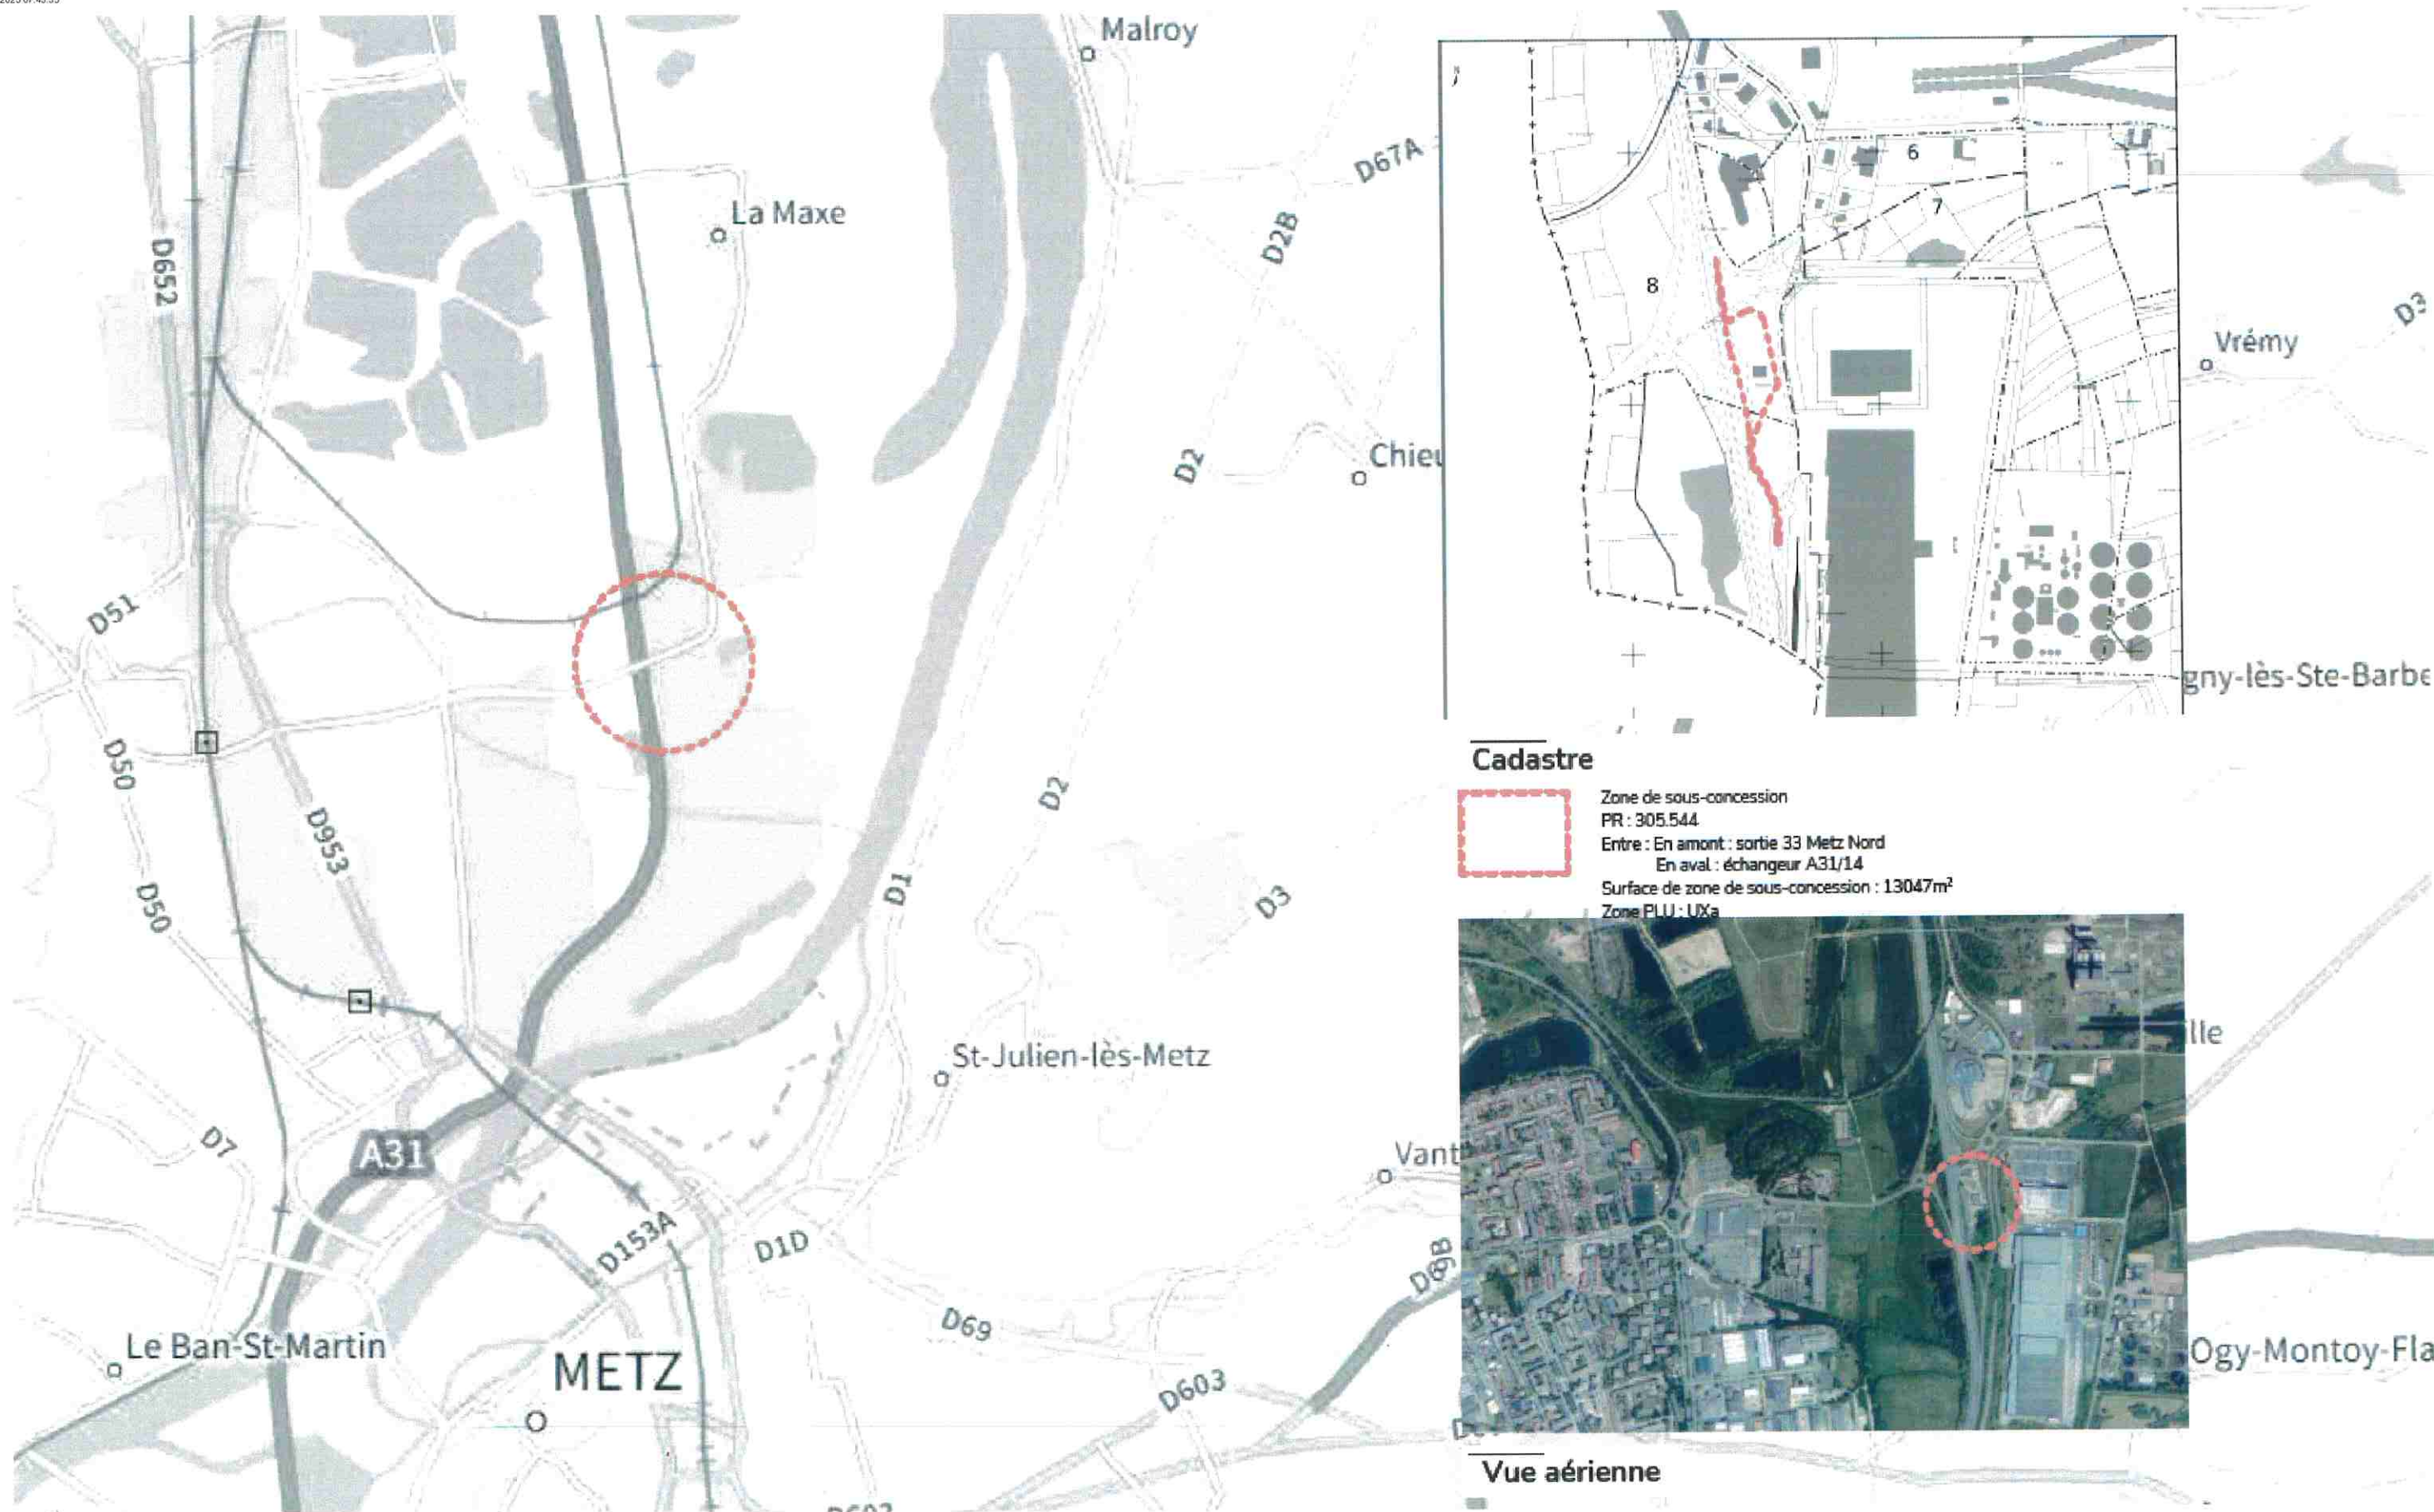 Malroy
La Maxe
D67A
D2B
D652
6
7
8
D3
Vrémy
D2
Chieu
D51
gny-lès-Ste-Barbe
Cadastre
Zone de sous-concession
PR : 305.544
Entre : En amont : sortie 33 Metz Nord
En aval : échangeur A31/14
Surface de zone de sous-concession : 13047m²
Zone PLU : UXa
D50
D2
D953
D1
D3
D50
St-Julien-lès-Metz
lle
D7
A31
Vant
D153A
D1D
D69
Le Ban-St-Martin
METZ
D603
Ogy-Montoy-Fla
Vue aérienne